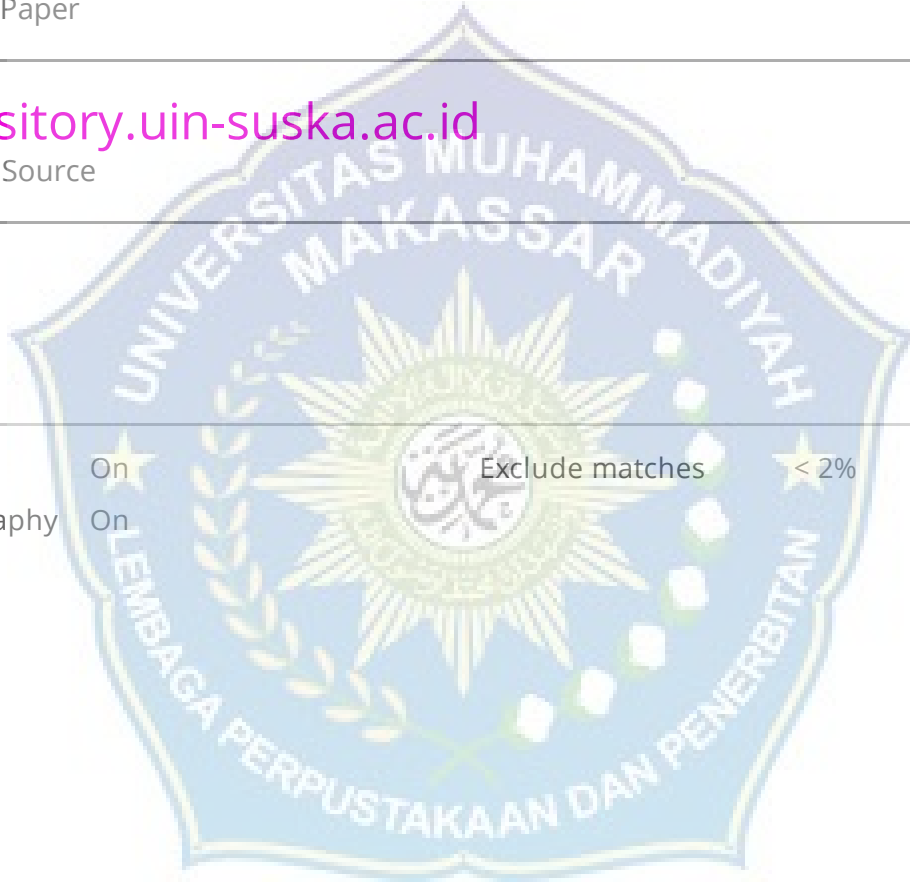 Paper
sitory.uin-suska.ac.id
Source
UNIVERSITAS MUHAMMADIYAH
MAKASSAR
On Exclude matches < 2%
aphy On
LEMBAGA PERPUSTAKAAN DAN PENERBITAN